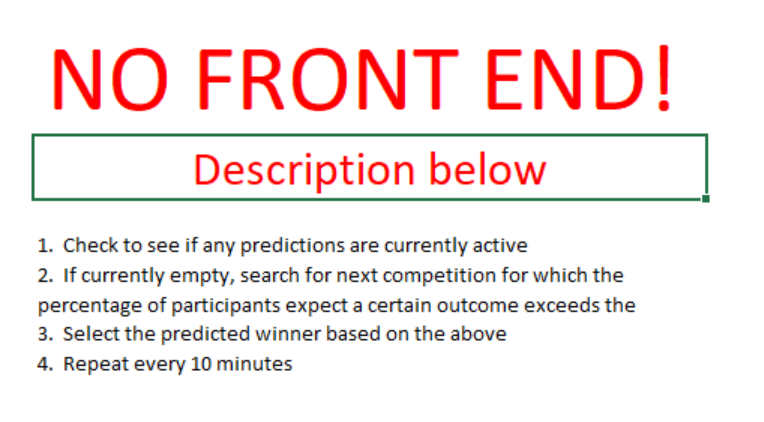 NO FRONT END!
Description below
1. Check to see if any predictions are currently active
2. If currently empty, search for next competition for which the
percentage of participants expect a certain outcome exceeds the
3. Select the predicted winner based on the above
4. Repeat every 10 minutes